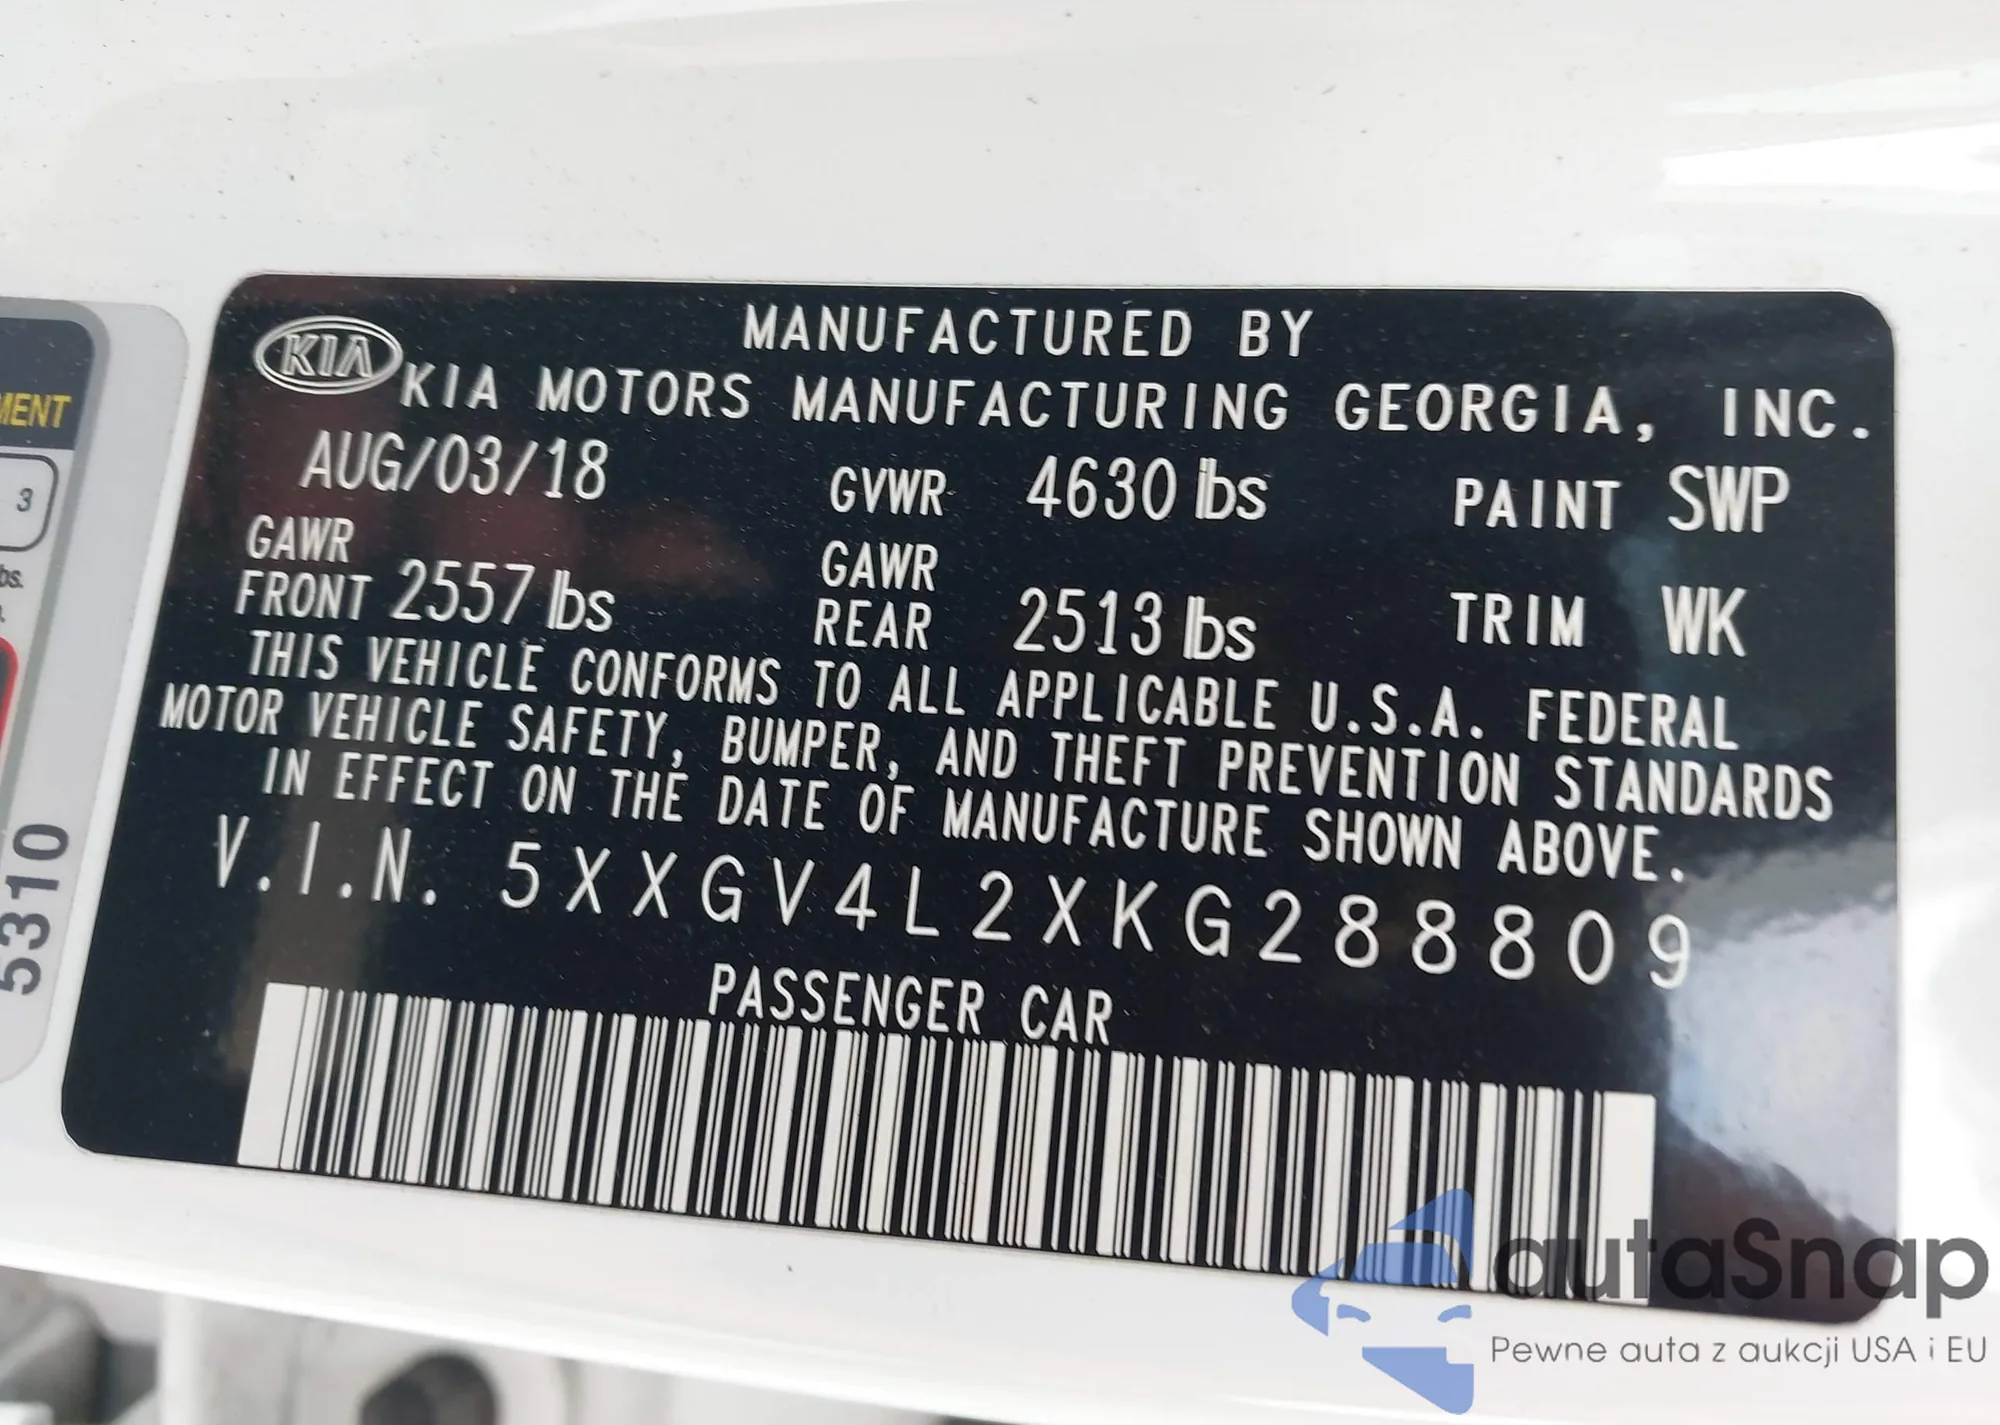 MENT
3
bs.
5310
KIA
MANUFACTURED BY
KIA MOTORS MANUFACTURING GEORGIA, INC.
AUG/03/18 GVWR 4630 lbs PAINT SWP
GAWR FRONT 2557 lbs GAWR REAR 2513 lbs TRIM WK
THIS VEHICLE CONFORMS TO ALL APPLICABLE U.S.A. FEDERAL
MOTOR VEHICLE SAFETY, BUMPER, AND THEFT PREVENTION STANDARDS
IN EFFECT ON THE DATE OF MANUFACTURE SHOWN ABOVE.
V.I.N. 5XXGV4L2XKG288809
PASSENGER CAR
autaSnap
Pewne auta z aukcji USA i EU